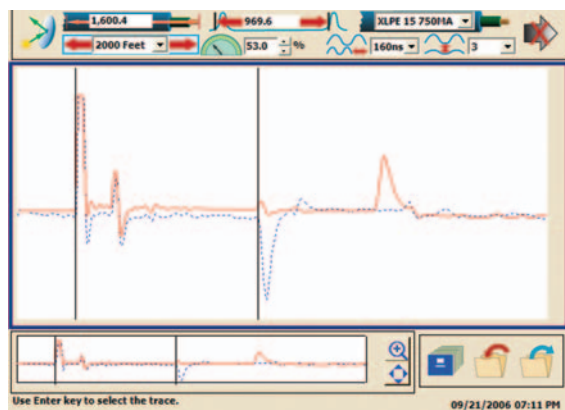 1,600.4
969.6
XLPE 15 750MA
2000 Feet
53.0 %
160ns
3
Use Enter key to select the trace.
09/21/2006 07:11 PM